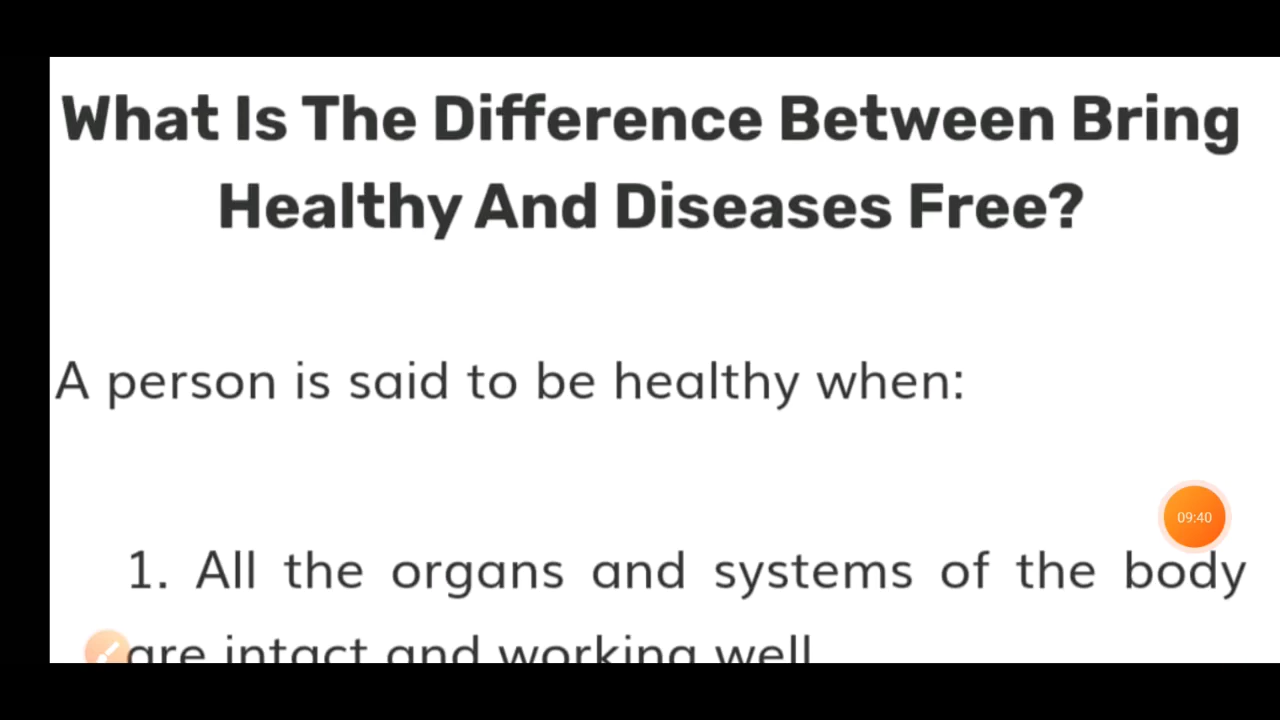 What Is The Difference Between Bring
Healthy And Diseases Free?
A person is said to be healthy when:
09:40
1. All the organs and systems of the body
are intact and working well